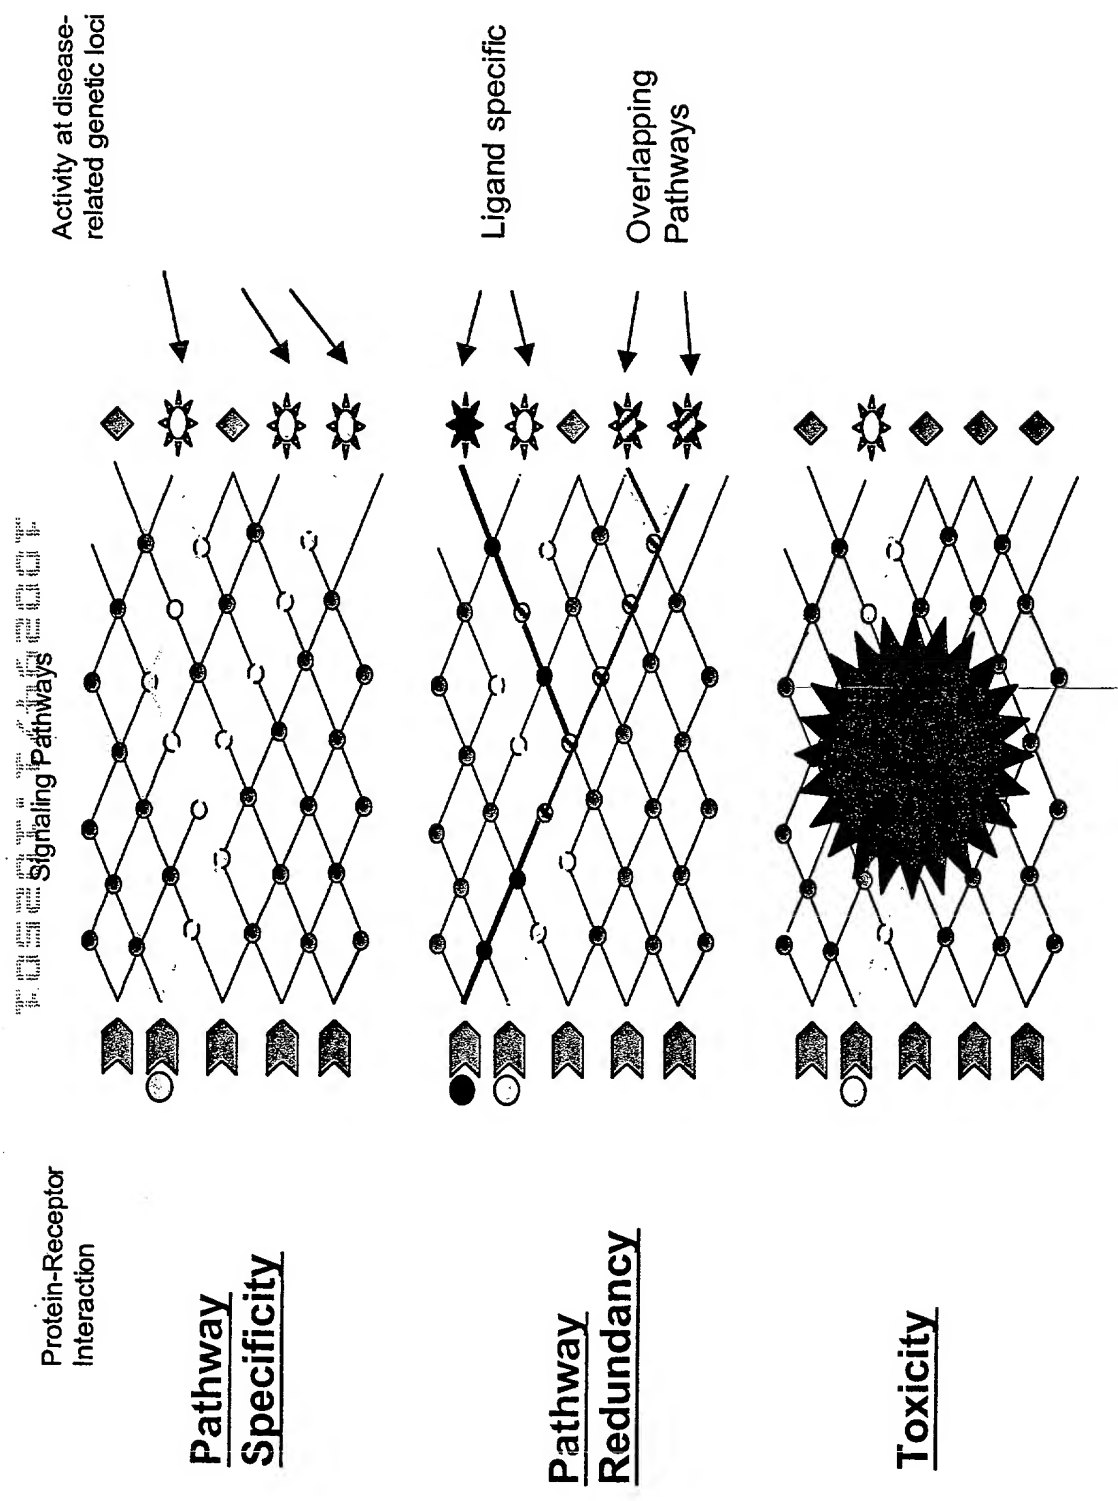 Protein-Receptor
Interaction
Signaling Pathways
Activity at disease-
related genetic loci
Pathway
Specificity
Pathway
Redundancy
Ligand specific
Overlapping
Pathways
Toxicity